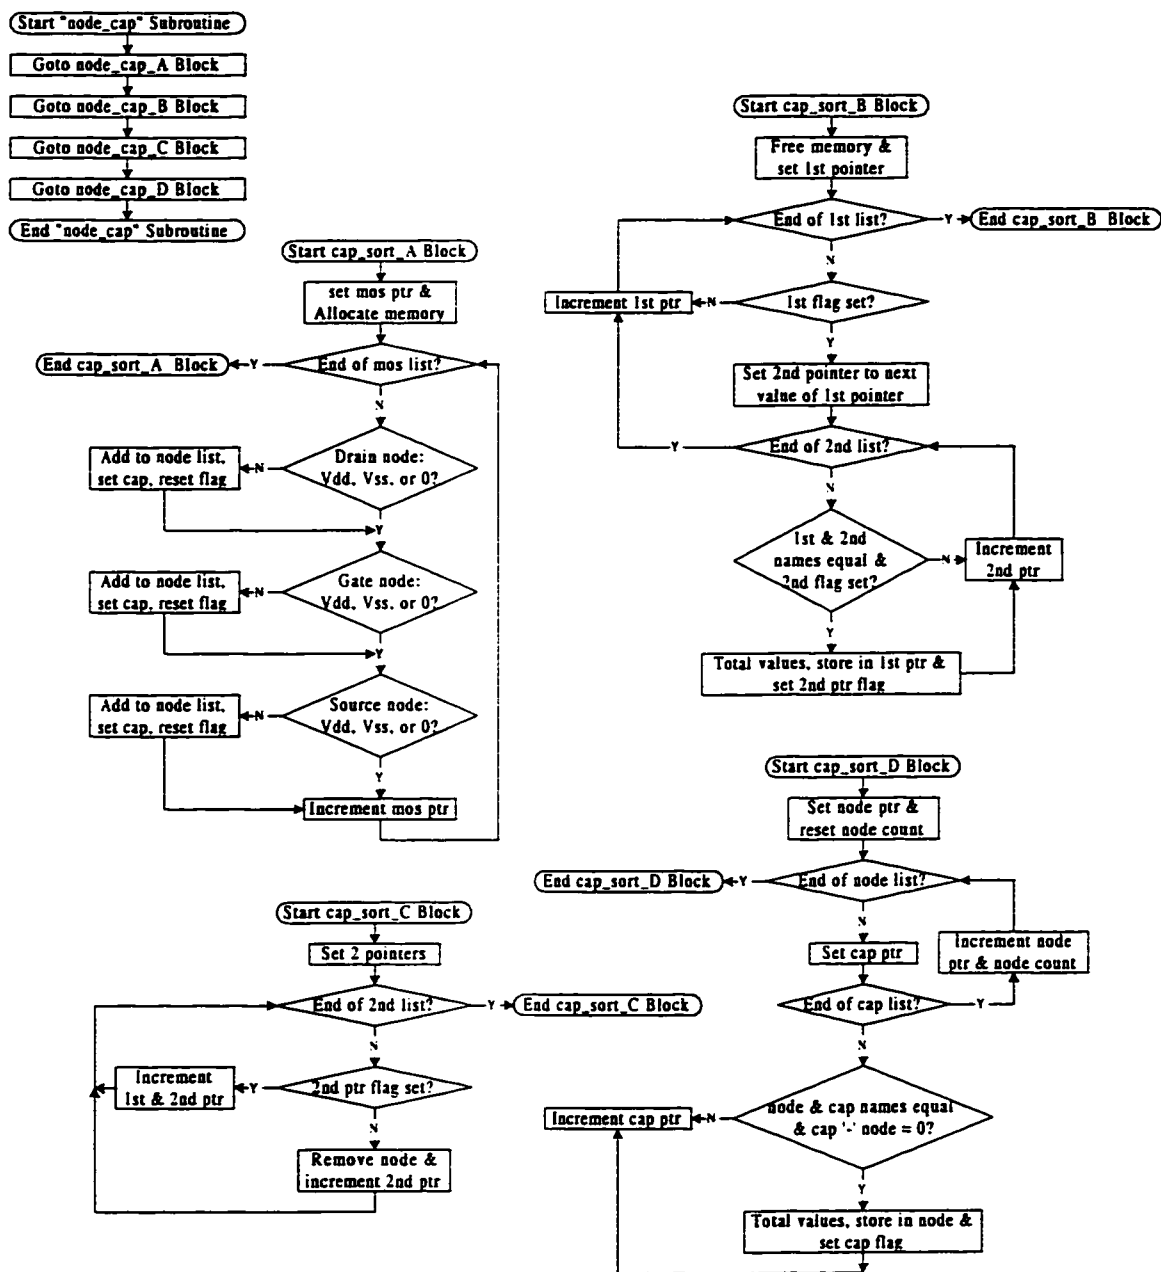 Start "node_cap" Subroutine
Goto node_cap_A Block
Goto node_cap_B Block
Goto node_cap_C Block
Goto node_cap_D Block
End "node_cap" Subroutine
Start cap_sort_A Block
set mos ptr &
Allocate memory
End of mos list?
Y
End cap_sort_A Block
N
Drain node:
Vdd, Vss, or 0?
N
Add to node list,
set cap, reset flag
Y
Gate node:
Vdd, Vss, or 0?
N
Add to node list,
set cap, reset flag
Y
Source node:
Vdd, Vss, or 0?
N
Add to node list,
set cap, reset flag
Y
Increment mos ptr
Start cap_sort_B Block
Free memory &
set 1st pointer
End of 1st list?
Y
End cap_sort_B Block
N
1st flag set?
N
Increment 1st ptr
Y
Set 2nd pointer to next
value of 1st pointer
End of 2nd list?
Y
N
1st & 2nd
names equal &
2nd flag set?
N
Increment
2nd ptr
Y
Total values, store in 1st ptr &
set 2nd ptr flag
Start cap_sort_C Block
Set 2 pointers
End of 2nd list?
Y
End cap_sort_C Block
N
2nd ptr flag set?
Y
Increment
1st & 2nd ptr
N
Remove node &
increment 2nd ptr
Start cap_sort_D Block
Set node ptr &
reset node count
End of node list?
Y
End cap_sort_D Block
N
Set cap ptr
Increment node
ptr & node count
End of cap list?
Y
N
node & cap names equal
& cap '-' node = 0?
N
Increment cap ptr
Y
Total values, store in node &
set cap flag